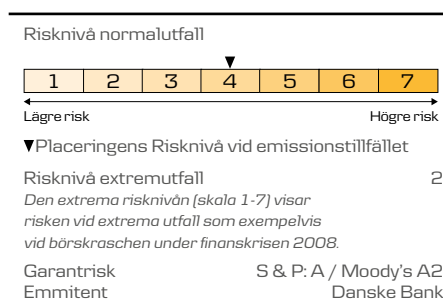 Risknivå normalutfall
▼
1 2 3 4 5 6 7
Lägre risk Högre risk
▼Placeringens Risknivå vid emissionstillfället
Risknivå extremutfall 2
Den extrema risknivån (skala 1-7) visar
risken vid extrema utfall som exempelvis
vid börskraschen under finanskrisen 2008.
Garantrisk S & P: A / Moody's A2
Emmitent Danske Bank